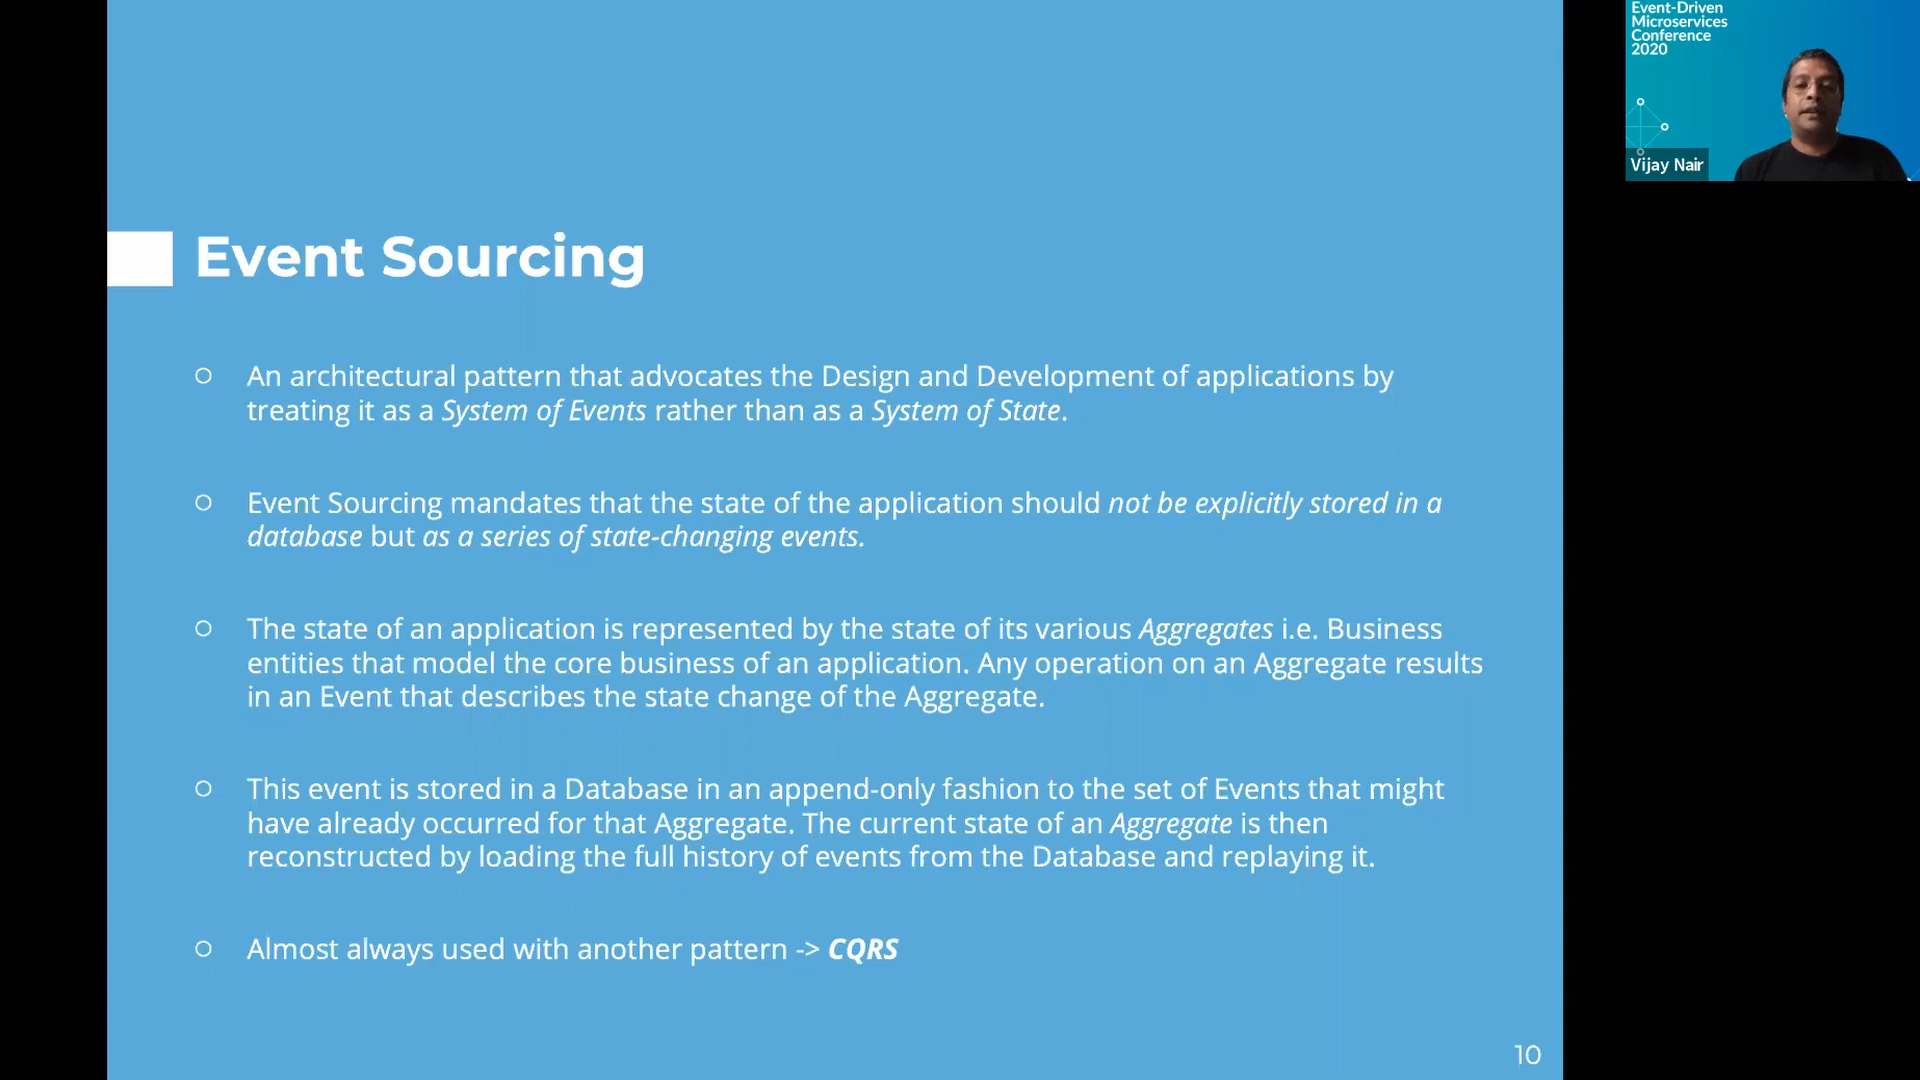 Event Sourcing
An architectural pattern that advocates the Design and Development of applications by
treating it as a System of Events rather than as a System of State.
Event Sourcing mandates that the state of the application should not be explicitly stored in a
database but as a series of state-changing events.
The state of an application is represented by the state of its various Aggregates i.e. Business
entities that model the core business of an application. Any operation on an Aggregate results
in an Event that describes the state change of the Aggregate.
This event is stored in a Database in an append-only fashion to the set of Events that might
have already occurred for that Aggregate. The current state of an Aggregate is then
reconstructed by loading the full history of events from the Database and replaying it.
Almost always used with another pattern -> CQRS
10
Event-Driven
Microservices
Conference
2020
Vijay Nair